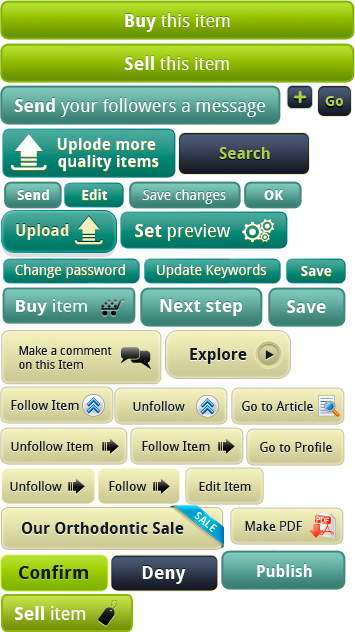 Buy this item
Sell this item
Send your followers a message
+
Go
Uplode more
quality items
Search
Send
Edit
Save changes
OK
Upload
Set preview
Change password
Update Keywords
Save
Buy item
Next step
Save
Make a comment
on this Item
Explore
Follow Item
Unfollow
Go to Article
Unfollow Item
Follow Item
Go to Profile
Unfollow
Follow
Edit Item
Our Orthodontic Sale
SALE
Make PDF
PDF
Confirm
Deny
Publish
Sell item